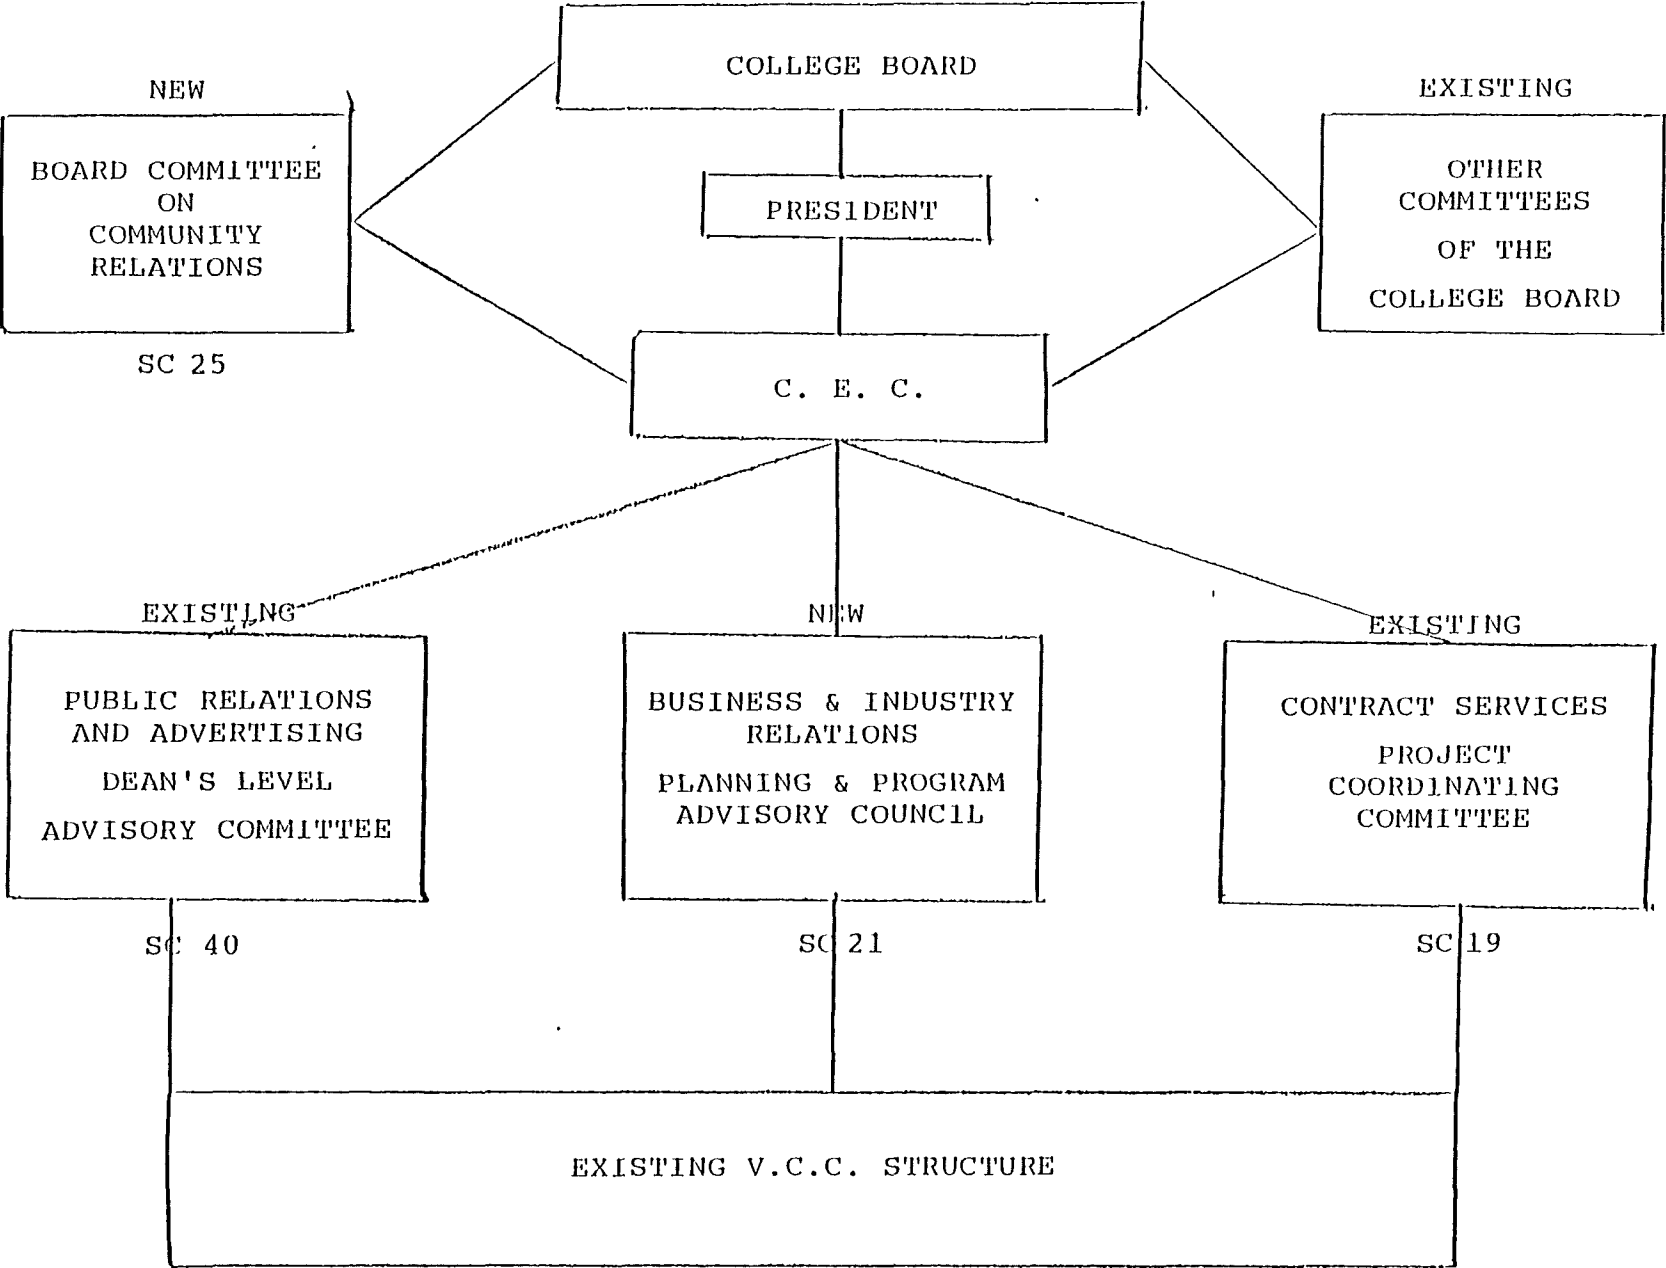 COLLEGE BOARD
NEW
EXISTING
BOARD COMMITTEE
ON
COMMUNITY
RELATIONS
OTHER
COMMITTEES
OF THE
COLLEGE BOARD
PRESIDENT
SC 25
C. E. C.
EXISTING
NEW
EXISTING
PUBLIC RELATIONS
AND ADVERTISING
DEAN'S LEVEL
ADVISORY COMMITTEE
BUSINESS & INDUSTRY
RELATIONS
PLANNING & PROGRAM
ADVISORY COUNCIL
CONTRACT SERVICES
PROJECT
COORDINATING
COMMITTEE
SC 40
SC 21
SC 19
EXISTING V.C.C. STRUCTURE